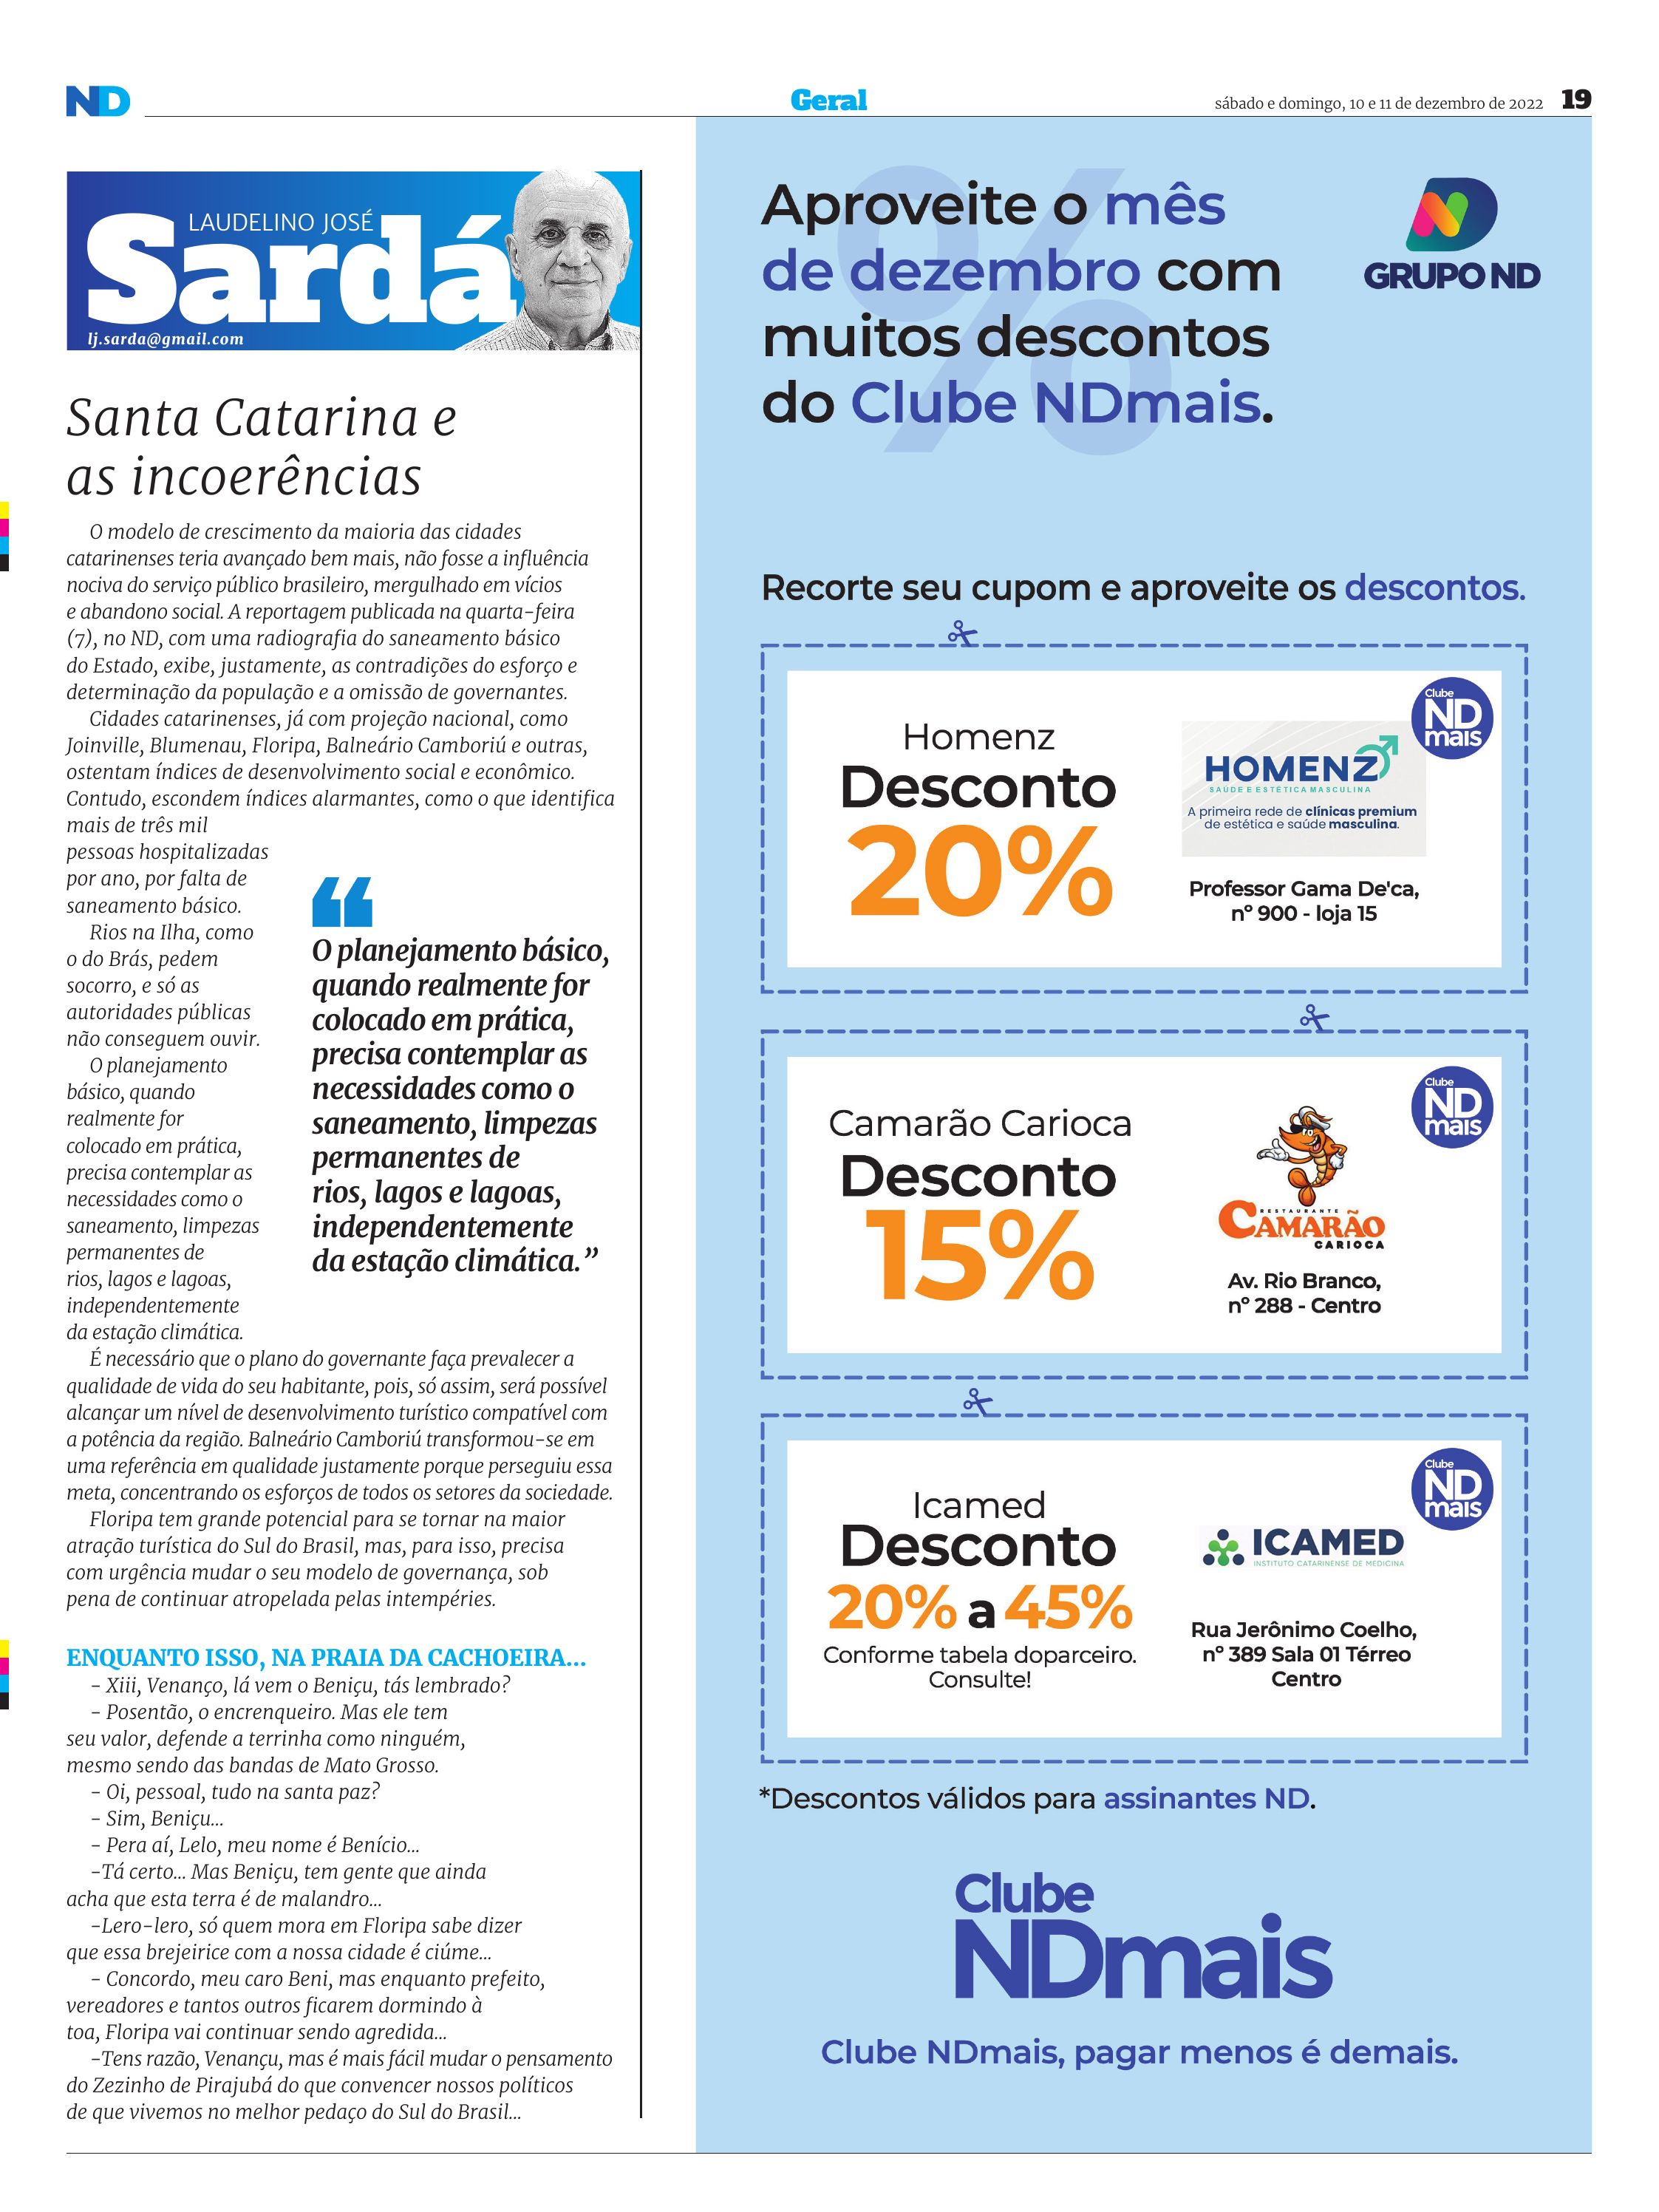 ND
Geral
sábado e domingo, 10 e 11 de dezembro de 2022 19
LAUDELINO JOSÉ
Sardá
lj.sarda@gmail.com
Santa Catarina e
as incoerências
O modelo de crescimento da maioria das cidades
catarinenses teria avançado bem mais, não fosse a influência
nociva do serviço público brasileiro, mergulhado em vícios
e abandono social. A reportagem publicada na quarta-feira
(7), no ND, com uma radiografia do saneamento básico
do Estado, exibe, justamente, as contradições do esforço e
determinação da população e a omissão de governantes.
Cidades catarinenses, já com projeção nacional, como
Joinville, Blumenau, Floripa, Balneário Camboriú e outras,
ostentam índices de desenvolvimento social e econômico.
Contudo, escondem índices alarmantes, como o que identifica
mais de três mil
pessoas hospitalizadas
por ano, por falta de
saneamento básico.
Rios na Ilha, como
o do Brás, pedem
socorro, e só as
autoridades públicas
não conseguem ouvir.
O planejamento
básico, quando
realmente for
colocado em prática,
precisa contemplar as
necessidades como o
saneamento, limpezas
permanentes de
rios, lagos e lagoas,
independentemente
da estação climática.
“
O planejamento básico,
quando realmente for
colocado em prática,
precisa contemplar as
necessidades como o
saneamento, limpezas
permanentes de
rios, lagos e lagoas,
independentemente
da estação climática.”
É necessário que o plano do governante faça prevalecer a
qualidade de vida do seu habitante, pois, só assim, será possível
alcançar um nível de desenvolvimento turístico compatível com
a potência da região. Balneário Camboriú transformou-se em
uma referência em qualidade justamente porque perseguiu essa
meta, concentrando os esforços de todos os setores da sociedade.
Floripa tem grande potencial para se tornar na maior
atração turística do Sul do Brasil, mas, para isso, precisa
com urgência mudar o seu modelo de governança, sob
pena de continuar atropelada pelas intempéries.
ENQUANTO ISSO, NA PRAIA DA CACHOEIRA...
- Xiii, Venanço, lá vem o Beniçu, tás lembrado?
- Posentão, o encrenqueiro. Mas ele tem
seu valor, defende a terrinha como ninguém,
mesmo sendo das bandas de Mato Grosso.
- Oi, pessoal, tudo na santa paz?
- Sim, Beniçu...
- Pera aí, Lelo, meu nome é Benício...
-Tá certo... Mas Beniçu, tem gente que ainda
acha que esta terra é de malandro...
-Lero-lero, só quem mora em Floripa sabe dizer
que essa brejeirice com a nossa cidade é ciúme...
- Concordo, meu caro Beni, mas enquanto prefeito,
vereadores e tantos outros ficarem dormindo à
toa, Floripa vai continuar sendo agredida...
-Tens razão, Venançu, mas é mais fácil mudar o pensamento
do Zezinho de Pirajubá do que convencer nossos políticos
de que vivemos no melhor pedaço do Sul do Brasil...
%
Aproveite o mês
de dezembro com
muitos descontos
do Clube NDmais.
GRUPO ND
Recorte seu cupom e aproveite os descontos.
Homenz
Desconto
20%
Clube
ND
mais
HOMENZ
SAÚDE E ESTÉTICA MASCULINA
A primeira rede de clínicas premium
de estética e saúde masculina.
Professor Gama De'ca,
nº 900 - loja 15
Camarão Carioca
Desconto
15%
Clube
ND
mais
RESTAURANTE
CAMARÃO
CARIOCA
Av. Rio Branco,
nº 288 - Centro
Icamed
Desconto
20% a 45%
Conforme tabela doparceiro.
Consulte!
Clube
ND
mais
ICAMED
INSTITUTO CATARINENSE DE MEDICINA
Rua Jerônimo Coelho,
nº 389 Sala 01 Térreo
Centro
*Descontos válidos para assinantes ND.
Clube
NDmais
Clube NDmais, pagar menos é demais.